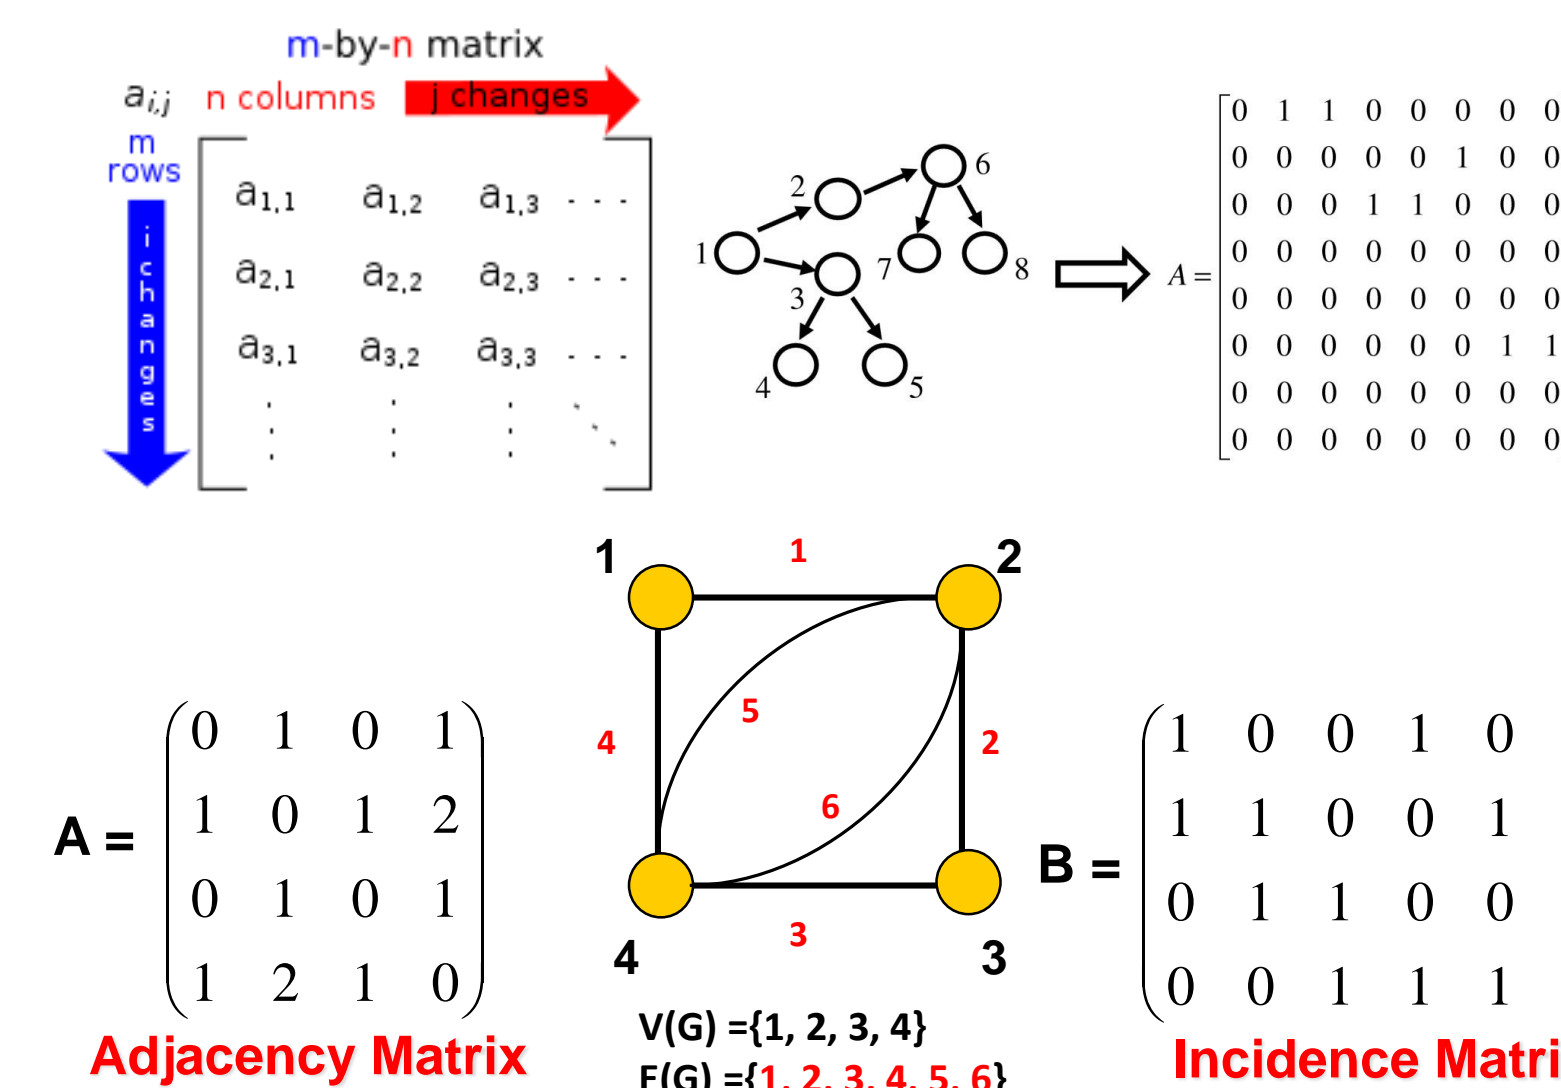 m-by-n matrix
a i,j n columns j changes
m
rows
i changes
a1,1 a1,2 a1,3 . . .
a2,1 a2,2 a2,3 . . .
a3,1 a3,2 a3,3 . . .
1
2
3
4
5
6
7
8
A =
0 1 1 0 0 0 0 0
0 0 0 0 0 1 0 0
0 0 0 1 1 0 0 0
0 0 0 0 0 0 0 0
0 0 0 0 0 0 0 0
0 0 0 0 0 0 1 1
0 0 0 0 0 0 0 0
0 0 0 0 0 0 0 0
A =
0 1 0 1
1 0 1 2
0 1 0 1
1 2 1 0
Adjacency Matrix
1 1 2
5
4 2
6
3
4 3
V(G) ={1, 2, 3, 4}
E(G) ={1, 2, 3, 4, 5, 6}
B =
1 0 0 1 0
1 1 0 0 1
0 1 1 0 0
0 0 1 1 1
Incidence Matri